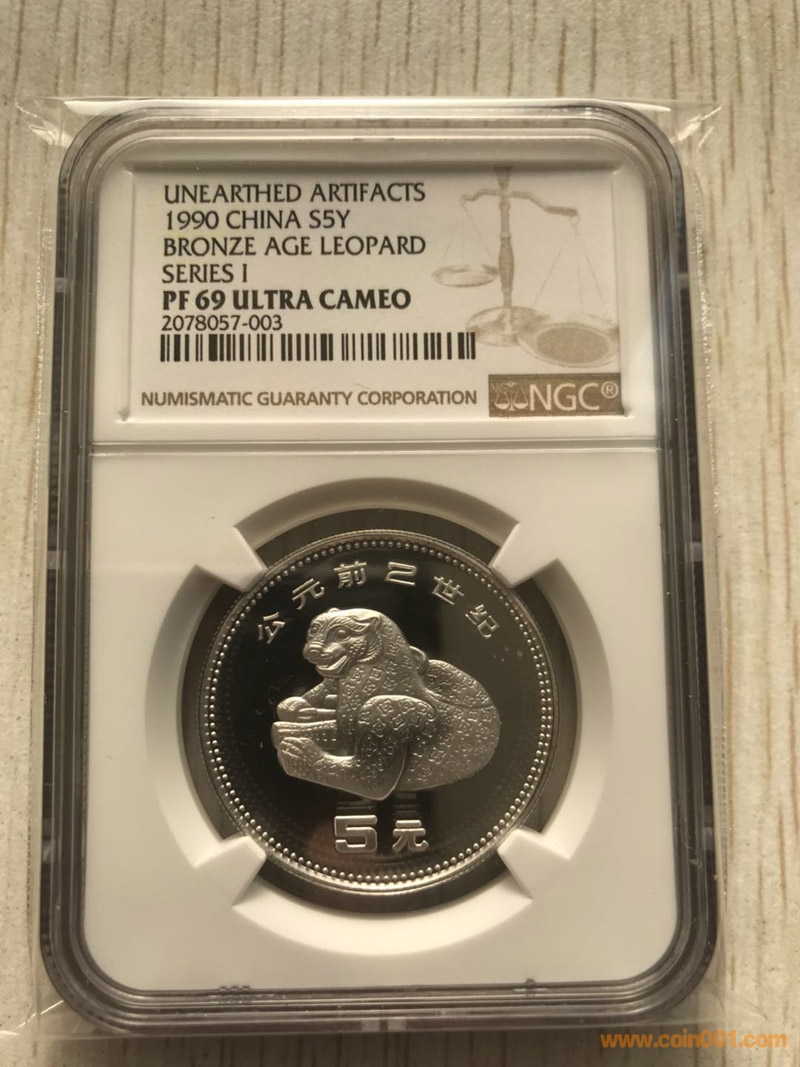 UNEARTHED ARTIFACTS
1990 CHINA S5Y
BRONZE AGE LEOPARD
SERIES I
PF 69 ULTRA CAMEO
2078057-003
NUMISMATIC GUARANTY CORPORATION
NGC®
公元前2世纪
5元
www.coin001.com